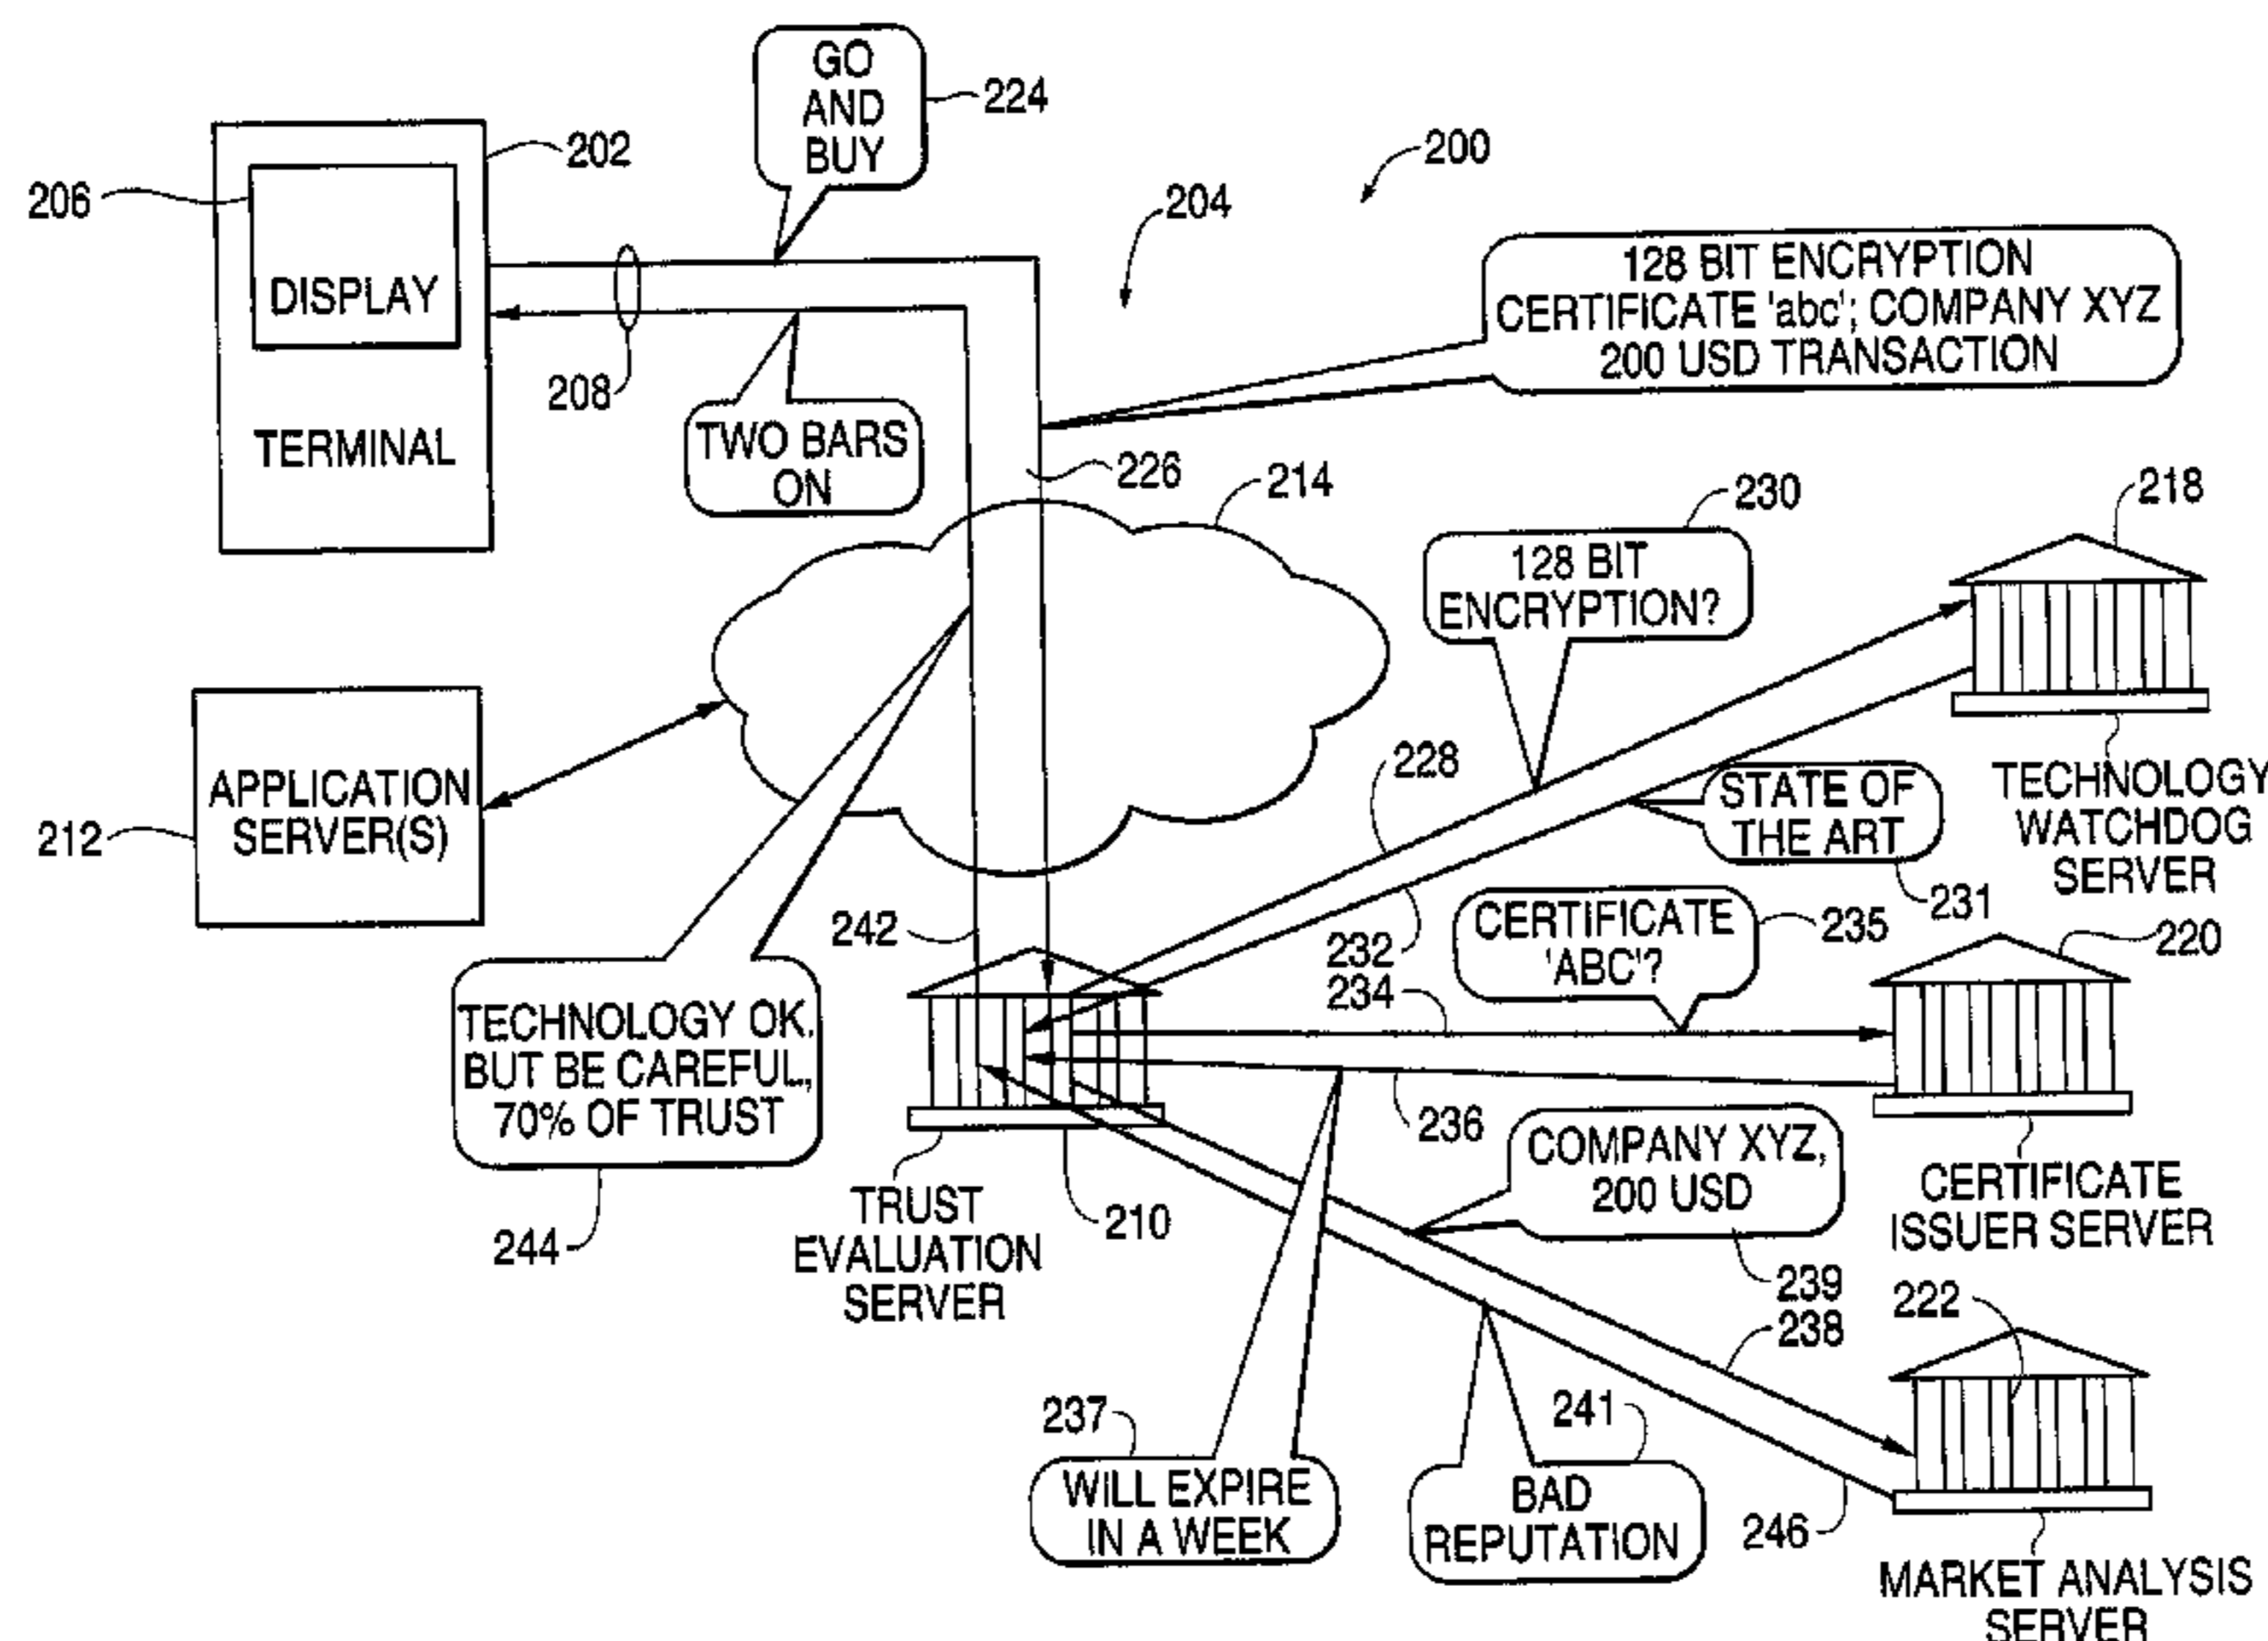 GO
AND
BUY
224
200
202
206
204
DISPLAY
128 BIT ENCRYPTION
CERTIFICATE 'abc'; COMPANY XYZ
200 USD TRANSACTION
208
TERMINAL
TWO BARS
ON
226
214
230
218
128 BIT
ENCRYPTION?
APPLICATION
SERVER(S)
212
228
STATE OF
THE ART
231
TECHNOLOGY
WATCHDOG
SERVER
242
232
234
CERTIFICATE
'ABC'?
235
220
TECHNOLOGY OK,
BUT BE CAREFUL,
70% OF TRUST
244
236
TRUST
EVALUATION
SERVER
210
COMPANY XYZ,
200 USD
239
238
CERTIFICATE
ISSUER SERVER
222
237
WILL EXPIRE
IN A WEEK
241
BAD
REPUTATION
246
MARKET ANALYSIS
SERVER